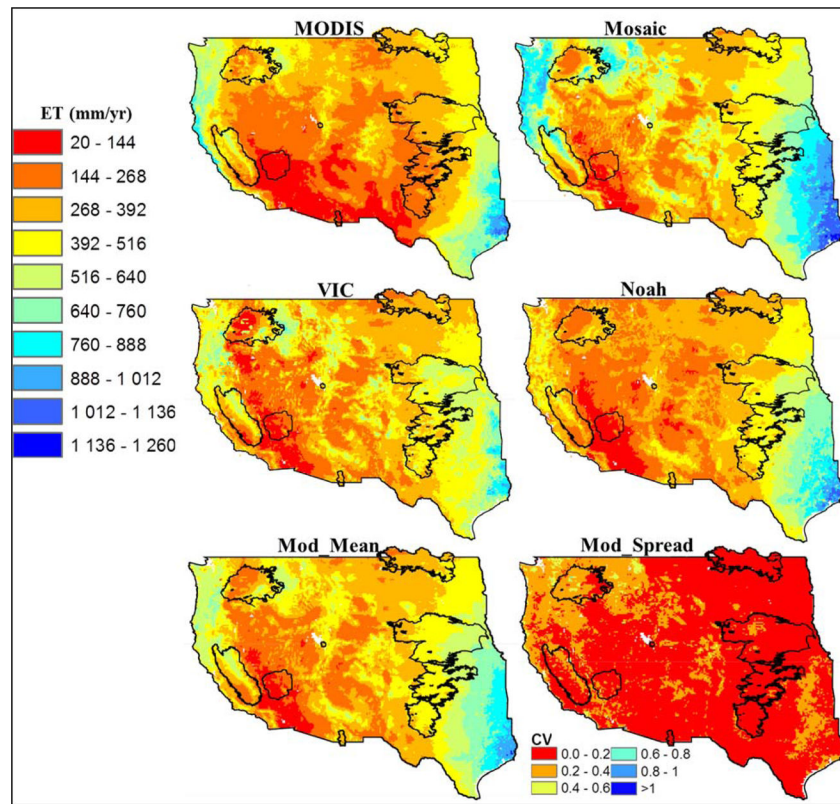 MODIS
Mosaic
ET (mm/yr)
20 - 144
144 - 268
268 - 392
392 - 516
516 - 640
640 - 760
760 - 888
888 - 1 012
1 012 - 1 136
1 136 - 1 260
VIC
Noah
Mod_Mean
Mod_Spread
CV
0.0 - 0.2
0.6 - 0.8
0.2 - 0.4
0.8 - 1
0.4 - 0.6
>1